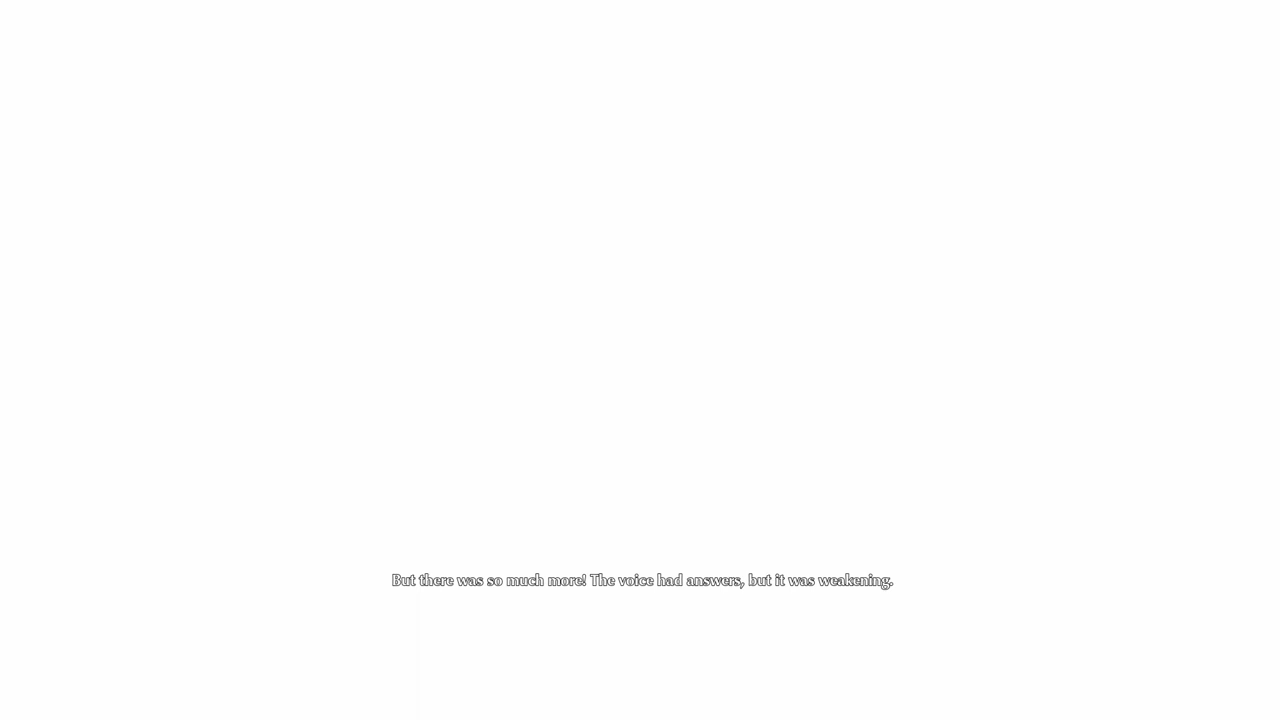 But there was so much more! The voice had answers, but it was weakening.